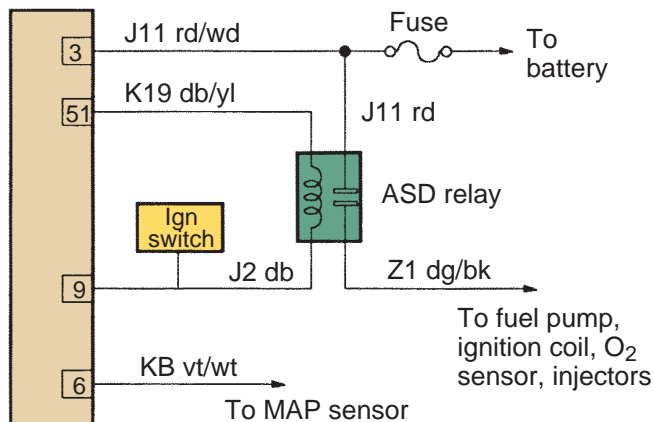 J11 rd/wd
Fuse
3
To
battery
K19 db/yl
51
J11 rd
ASD relay
Ign
switch
J2 db
Z1 dg/bk
9
To fuel pump,
ignition coil, O2
sensor, injectors
KB vt/wt
6
To MAP sensor